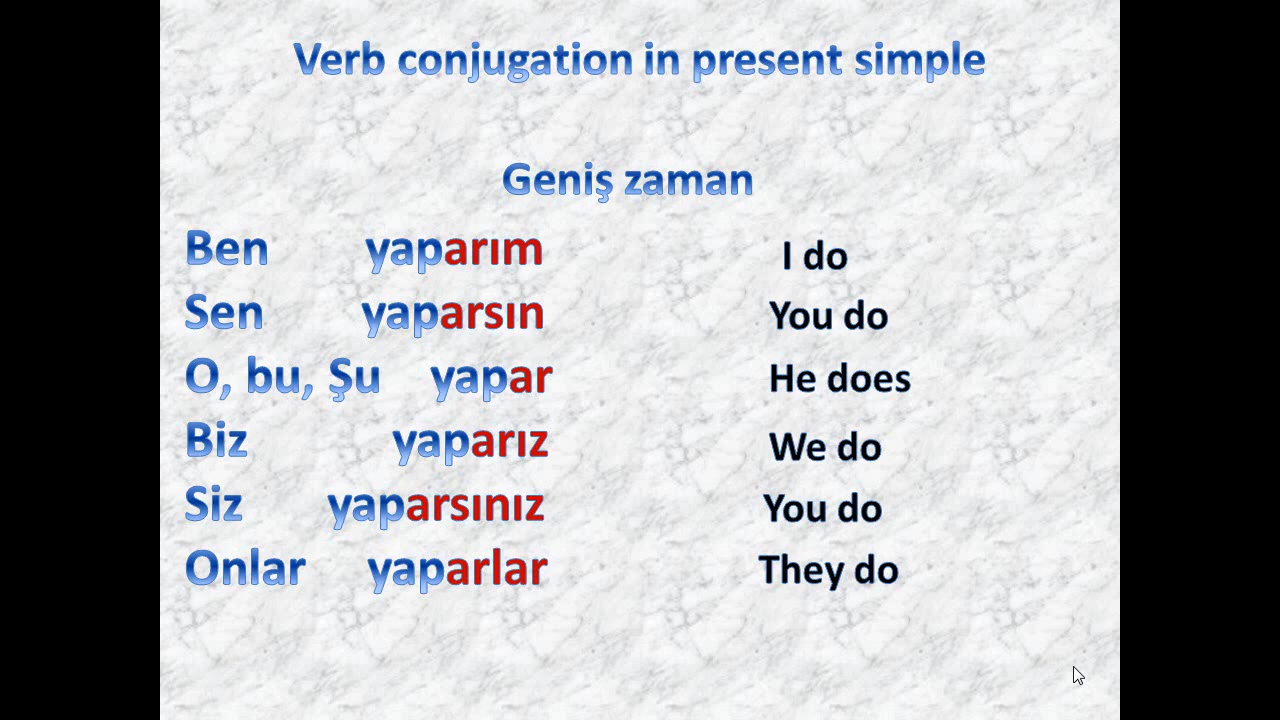 Verb conjugation in present simple
Geniş zaman
Ben yaparım I do
Sen yaparsın You do
O, bu, Şu yapar He does
Biz yaparız We do
Siz yaparsınız You do
Onlar yaparlar They do